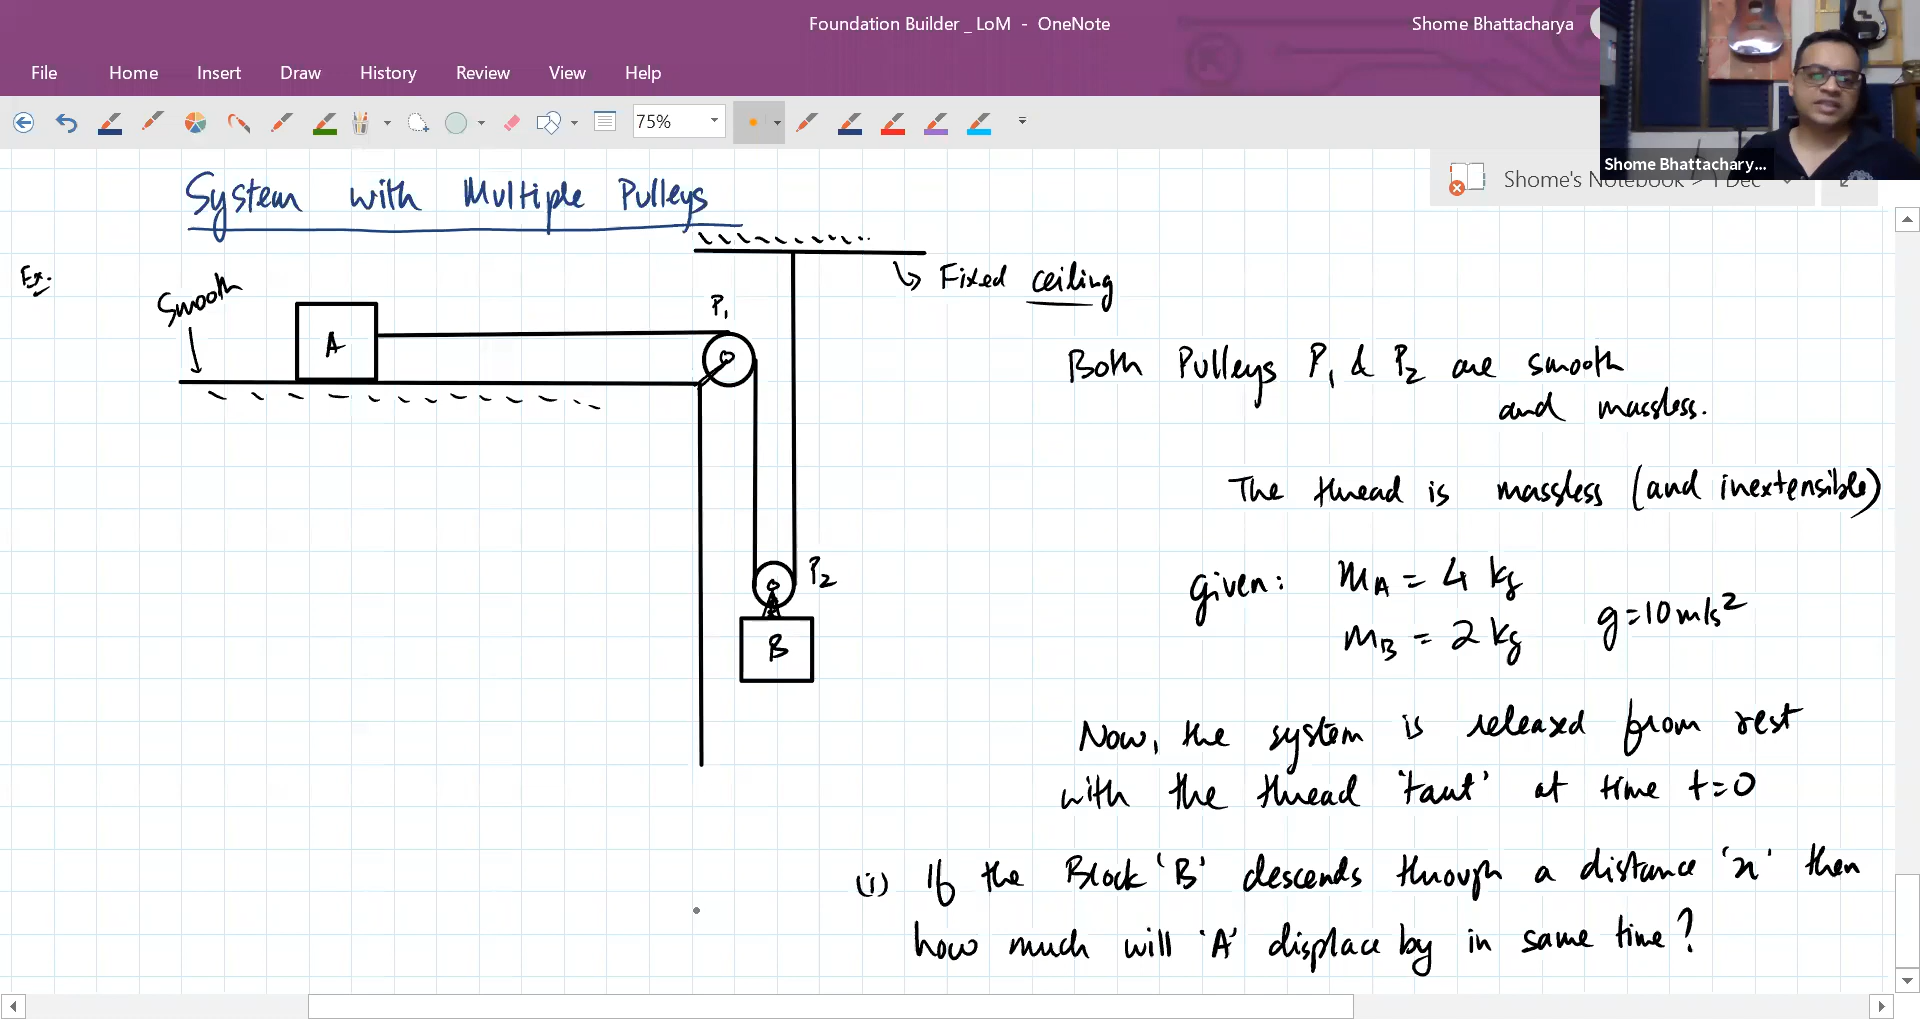 Foundation Builder _ LoM - OneNote
Shome Bhattacharya
File Home Insert Draw History Review View Help
75%
Shome Bhattachary...
Shome's Notebook > 1 Dec
System with Multiple Pulleys
Ex.
Smooth
A
P1
Fixed ceiling
Both Pulleys P1 & P2 are smooth
and massless.
The thread is massless (and inextensible)
P2
B
given: mA = 4 kg
mB = 2 kg g=10 m/s²
Now, the system is released from rest
with the thread 'taut' at time t=0
(i) If the Block 'B' descends through a distance 'x' then
how much will 'A' displace by in same time?